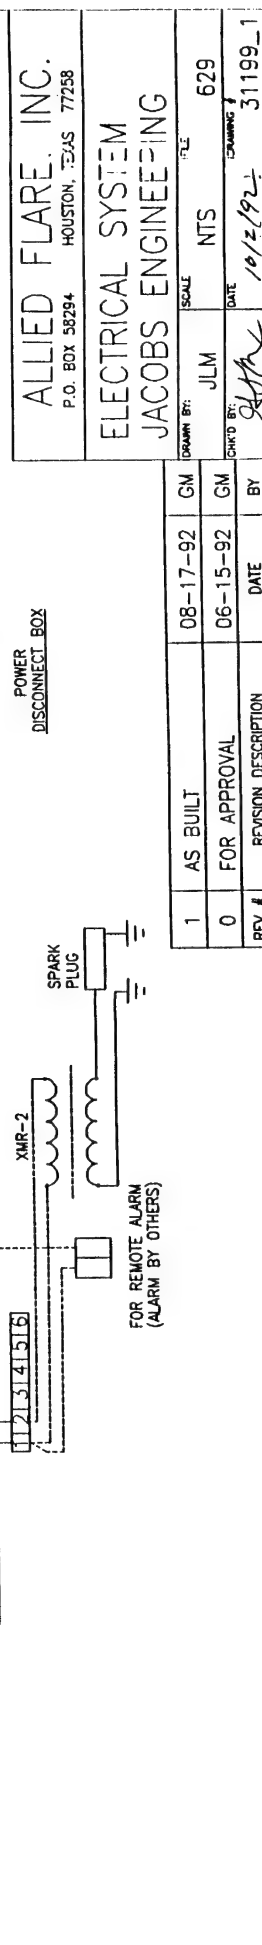 POWER
DISCONNECT BOX
XMR-2
SPARK
PLUG
1 2 3 4 5 6
FOR REMOTE ALARM
(ALARM BY OTHERS)
ALLIED FLARE, INC.
P.O. BOX 58294 HOUSTON, TEXAS 77258
ELECTRICAL SYSTEM
JACOBS ENGINEERING
DRAWN BY: JLM SCALE NTS FILE 629
CHK'D BY: DATE 10/2/92 DRAWING # 31199_1
1 AS BUILT 08-17-92 GM
0 FOR APPROVAL 06-15-92 GM
REV # REVISION DESCRIPTION DATE BY